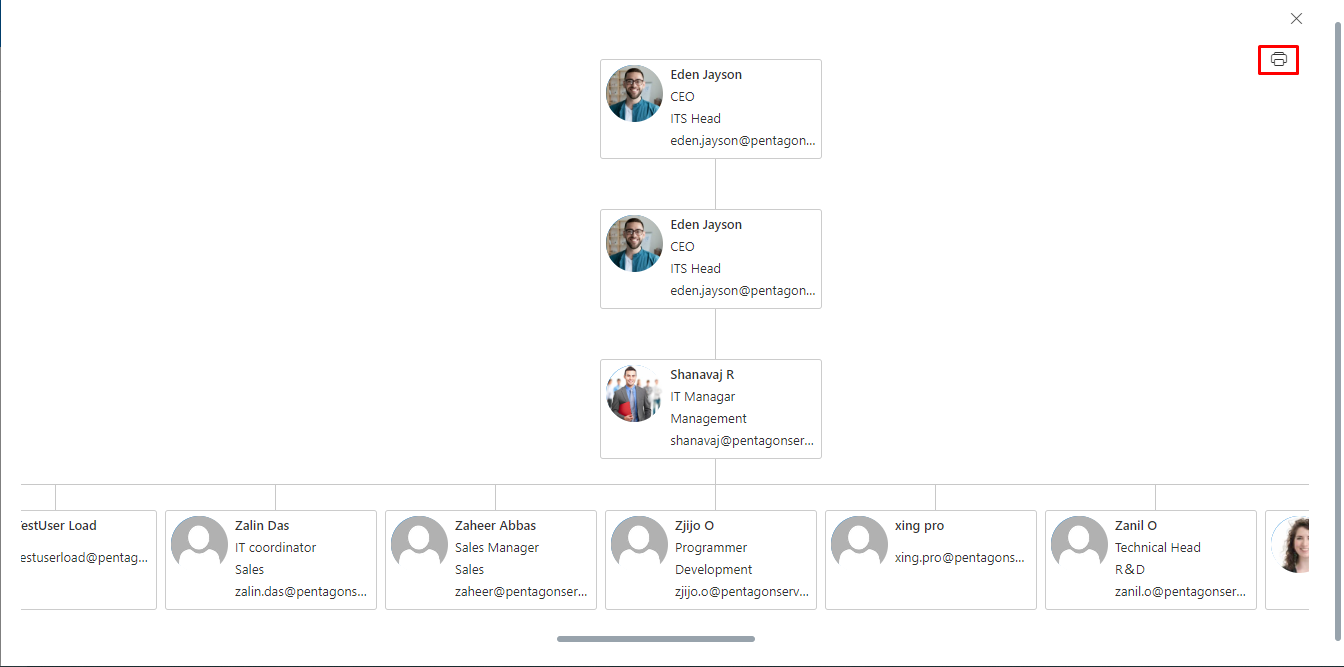 Eden Jayson
CEO
ITS Head
eden.jayson@pentagon...
Eden Jayson
CEO
ITS Head
eden.jayson@pentagon...
Shanavaj R
IT Managar
Management
shanavaj@pentagonser...
TestUser Load
estuserload@pentag...
Zalin Das
IT coordinator
Sales
zalin.das@pentagons...
Zaheer Abbas
Sales Manager
Sales
zaheer@pentagonser...
Zjijo O
Programmer
Development
zjijo.o@pentagonserv...
xing pro
xing.pro@pentagons...
Zanil O
Technical Head
R&D
zanil.o@pentagonser...